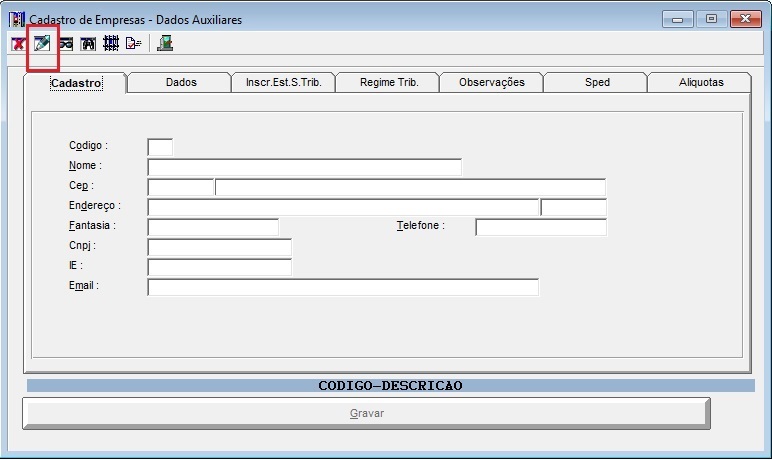 Cadastro de Empresas - Dados Auxiliares
Cadastro Dados Inscr.Est.S.Trib. Regime Trib. Observações Sped Aliquotas
Codigo :
Nome :
Cep :
Endereço :
Fantasia : Telefone :
Cnpj :
IE :
Email :
CODIGO-DESCRICAO
Gravar